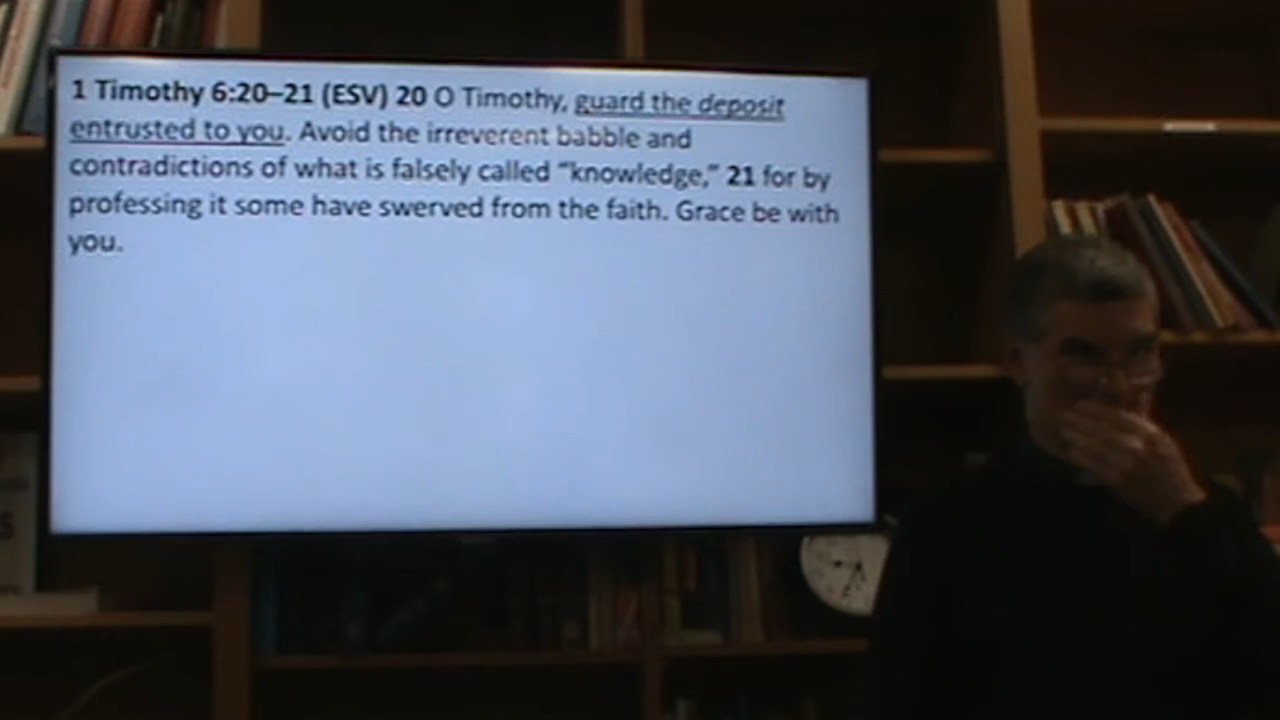 1 Timothy 6:20–21 (ESV) 20 O Timothy, guard the deposit
entrusted to you. Avoid the irreverent babble and
contradictions of what is falsely called “knowledge,” 21 for by
professing it some have swerved from the faith. Grace be with
you.